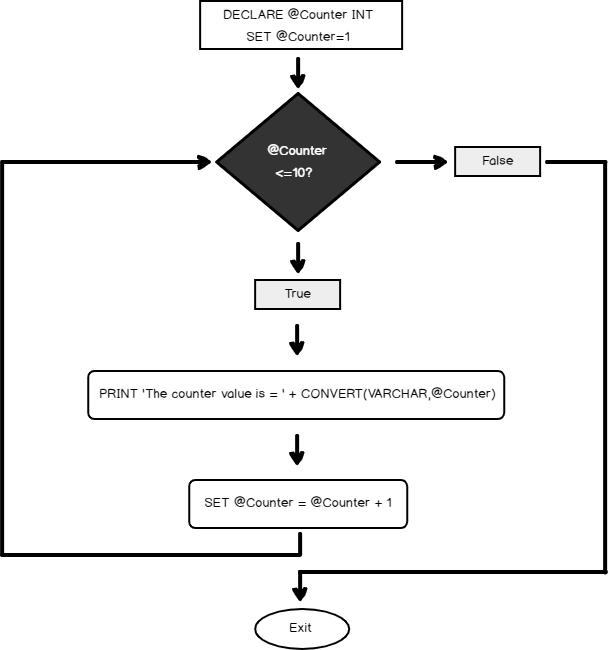 DECLARE @Counter INT
SET @Counter=1
@Counter
<=10?
False
True
PRINT 'The counter value is = ' + CONVERT(VARCHAR,@Counter)
SET @Counter = @Counter + 1
Exit